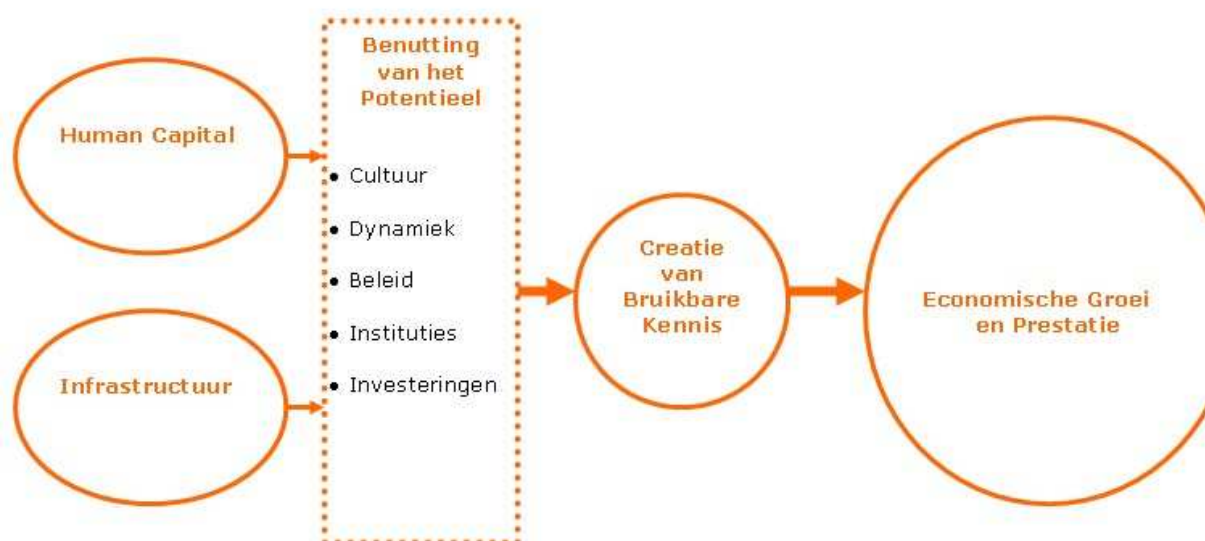 Human Capital
Infrastructuur
Benutting
van het
Potentieel
• Cultuur
• Dynamiek
• Beleid
• Instituties
• Investeringen
Creatie
van
Bruikbare
Kennis
Economische Groei
en Prestatie